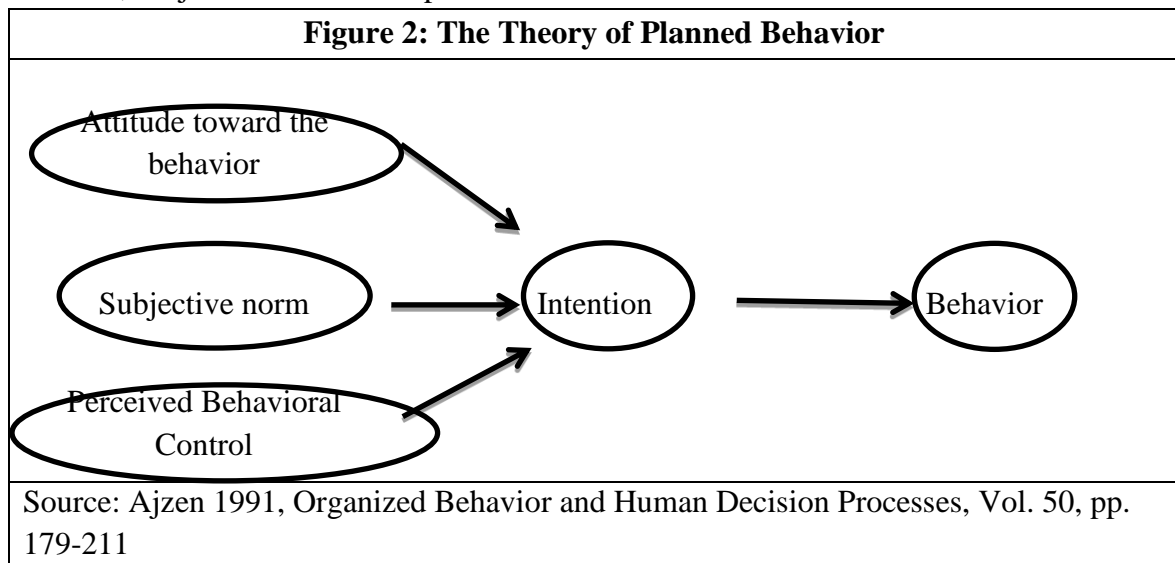 Figure 2: The Theory of Planned Behavior
Attitude toward the
behavior
Subjective norm
Intention
Behavior
Perceived Behavioral
Control
Source: Ajzen 1991, Organized Behavior and Human Decision Processes, Vol. 50, pp.
179-211